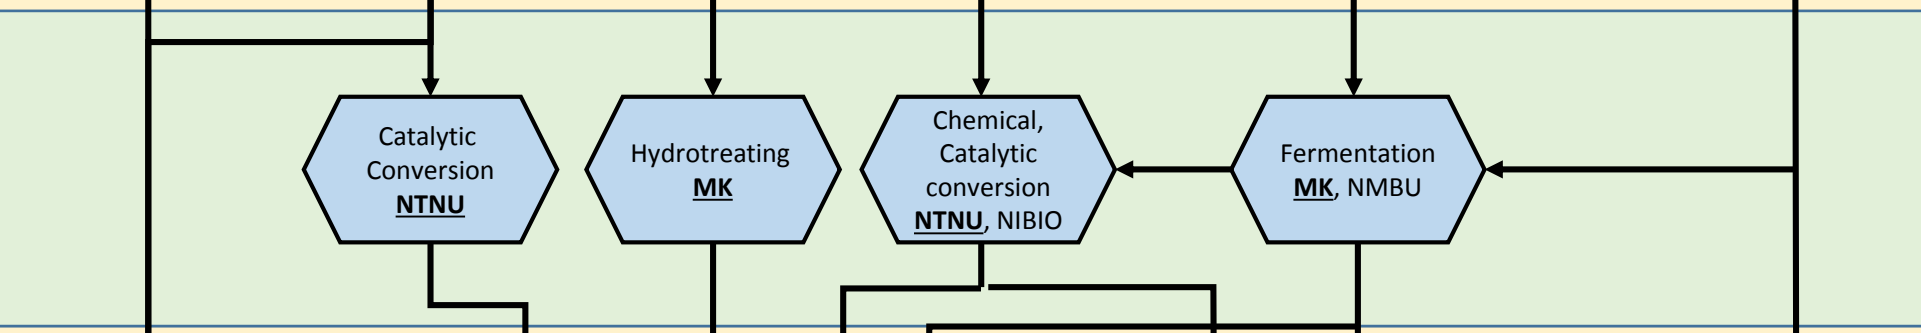 Catalytic
Conversion
NTNU
Hydrotreating
MK
Chemical,
Catalytic
conversion
NTNU, NIBIO
Fermentation
MK, NMBU